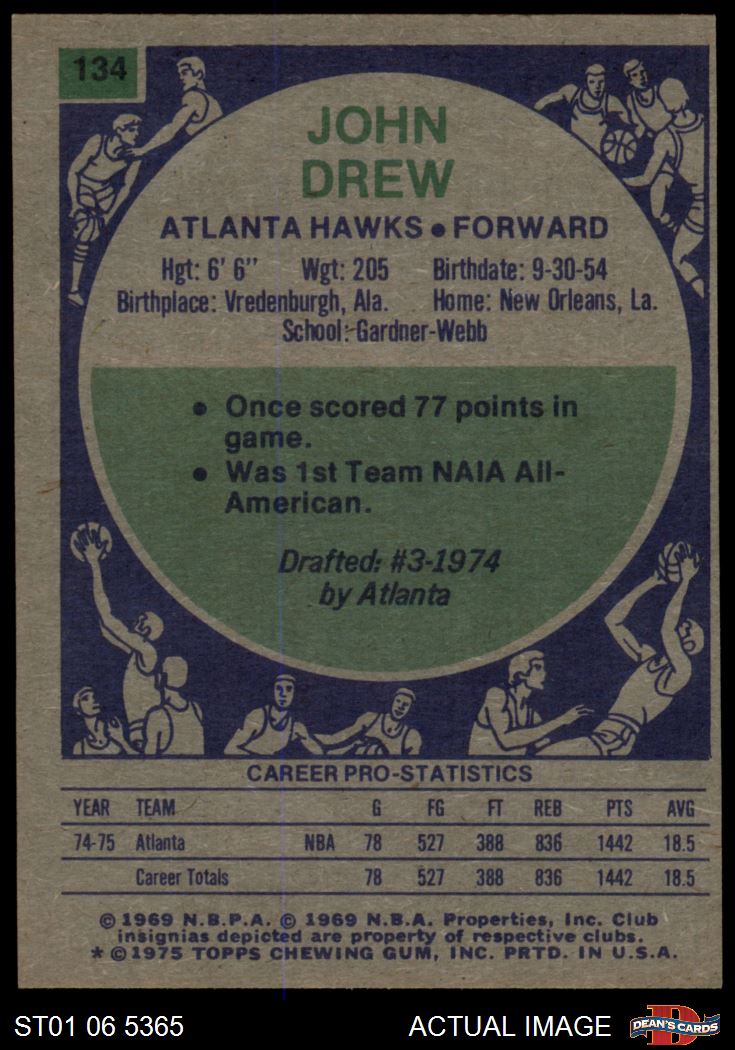 134
JOHN
DREW
ATLANTA HAWKS ● FORWARD
Hgt: 6' 6" Wgt: 205 Birthdate: 9-30-54
Birthplace: Vredenburgh, Ala. Home: New Orleans, La.
School: Gardner-Webb
● Once scored 77 points in
game.
● Was 1st Team NAIA All-
American.
Drafted: #3-1974
by Atlanta
CAREER PRO-STATISTICS
YEAR TEAM G FG FT REB PTS AVG
74-75 Atlanta NBA 78 527 388 836 1442 18.5
Career Totals 78 527 388 836 1442 18.5
© 1969 N.B.P.A. © 1969 N.B.A. Properties, Inc. Club
insignias depicted are property of respective clubs.
* © 1975 TOPPS CHEWING GUM, INC. PRTD. IN U.S.A.
ST01 06 5365 ACTUAL IMAGE D DEAN'S CARDS